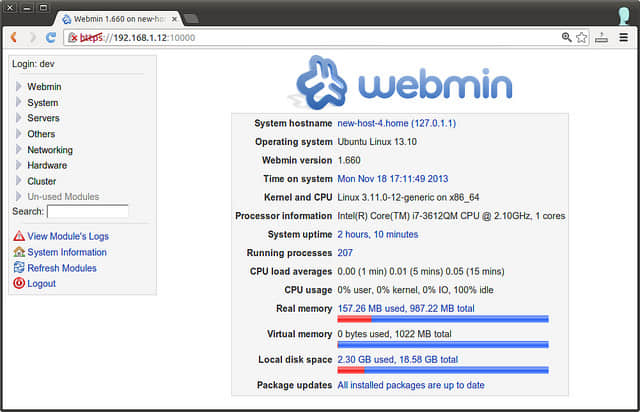 Webmin 1.660 on new-ho
https://192.168.1.12:10000
Login: dev
Webmin
System
Servers
Others
Networking
Hardware
Cluster
Un-used Modules
Search:
View Module's Logs
System Information
Refresh Modules
Logout
webmin
System hostname new-host-4.home (127.0.1.1)
Operating system Ubuntu Linux 13.10
Webmin version 1.660
Time on system Mon Nov 18 17:11:49 2013
Kernel and CPU Linux 3.11.0-12-generic on x86_64
Processor information Intel(R) Core(TM) i7-3612QM CPU @ 2.10GHz, 1 cores
System uptime 2 hours, 10 minutes
Running processes 207
CPU load averages 0.00 (1 min) 0.01 (5 mins) 0.05 (15 mins)
CPU usage 0% user, 0% kernel, 0% IO, 100% idle
Real memory 157.26 MB used, 987.22 MB total
Virtual memory 0 bytes used, 1022 MB total
Local disk space 2.30 GB used, 18.58 GB total
Package updates All installed packages are up to date